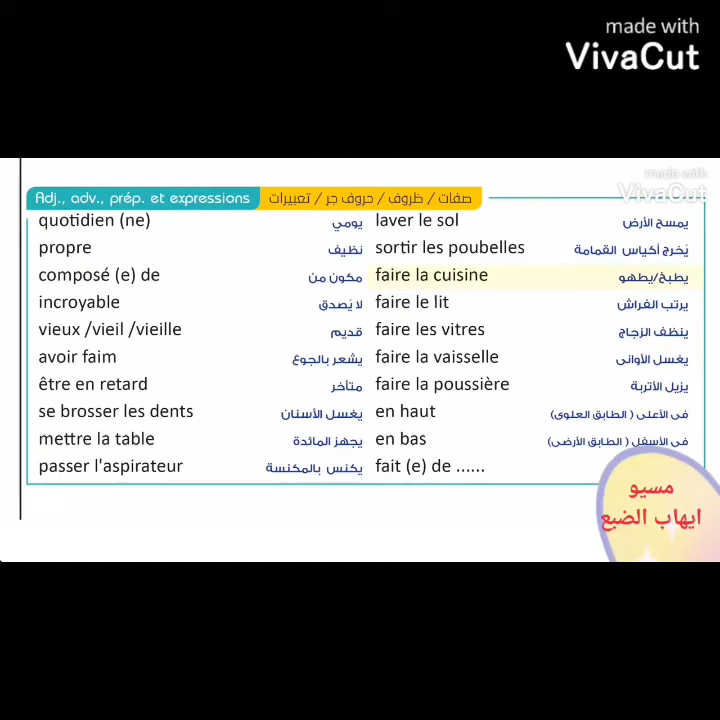 made with
VivaCut
made with
VivaCut
Adj., adv., prép. et expressions صفات / ظروف / حروف جر / تعبيرات
quotidien (ne) يومي laver le sol يمسح الأرض
propre نظيف sortir les poubelles يُخرج أكياس القمامة
composé (e) de مكون من faire la cuisine يطبخ/يطهو
incroyable لا يُصدق faire le lit يرتب الفراش
vieux /vieil /vieille قديم faire les vitres ينظف الزجاج
avoir faim يشعر بالجوع faire la vaisselle يغسل الأوانى
être en retard متأخر faire la poussière يزيل الأتربة
se brosser les dents يغسل الأسنان en haut فى الأعلى ( الطابق العلوى)
mettre la table يجهز المائدة en bas فى الأسفل ( الطابق الأرضى)
passer l'aspirateur يكنس بالمكنسة fait (e) de ......
مسيو
ايهاب الضبع